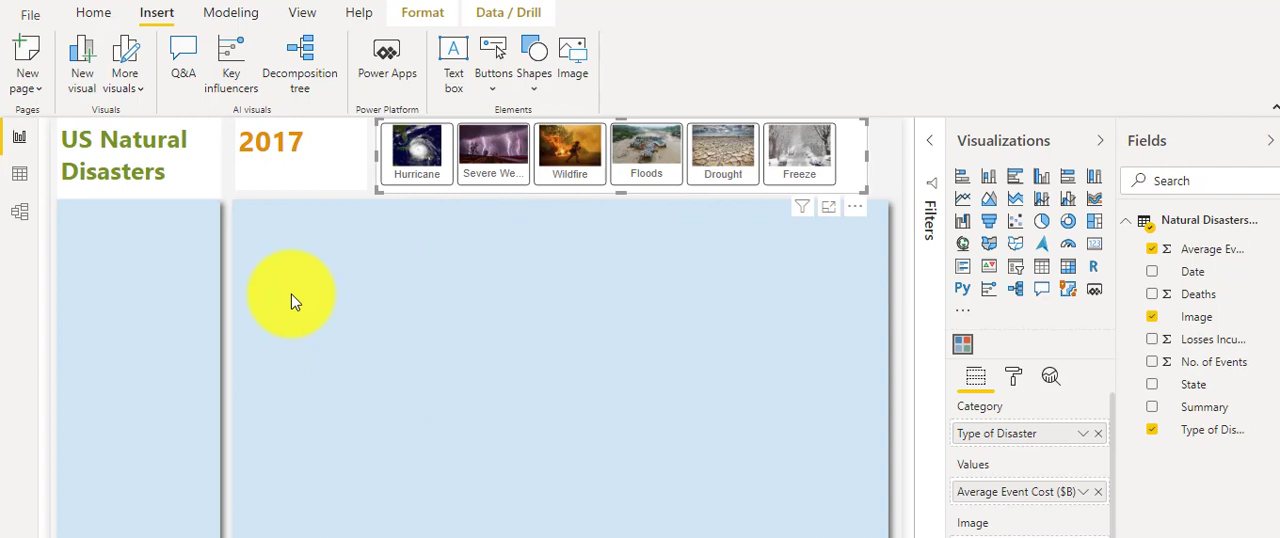 File
Insert
Home
Modeling
View
Help
Format
Data / Drill
New
page
New
visual
More
visuals
Q&A
Key
influencers
Decomposition
tree
Power Apps
Text
box
Buttons
Shapes
Image
Pages
Visuals
AI visuals
Power Platform
Elements
US Natural
Disasters
2017
Hurricane
Severe We...
Wildfire
Floods
Drought
Freeze
Filters
Visualizations
123
R
Py
Category
Type of Disaster
Values
Average Event Cost ($B)
Image
Fields
Search
Natural Disasters...
Σ Average Ev...
Date
Σ Deaths
Image
Σ Losses Incu...
Σ No. of Events
State
Summary
Type of Dis...